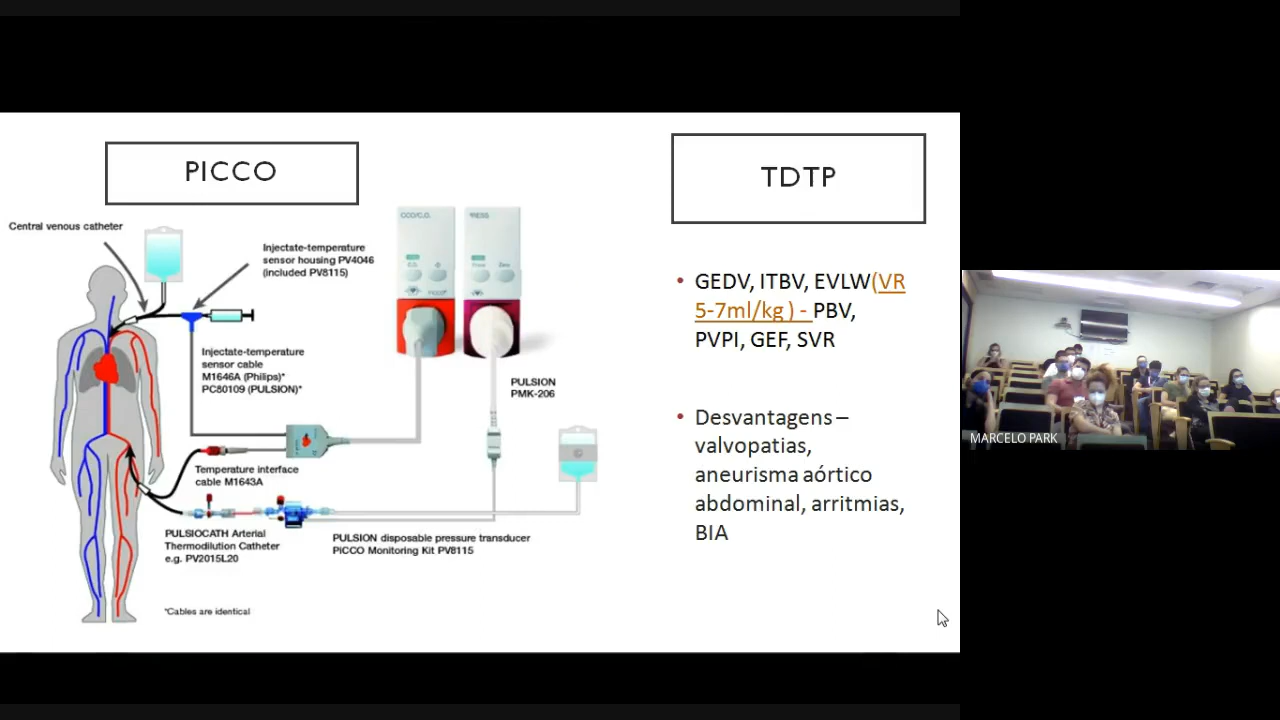 PICCO
Central venous catheter
Injectate-temperature
sensor housing PV4046
(included PV8115)
CCO/C.O.
PRESS
Injectate-temperature
sensor cable
M1646A (Philips)*
PC80109 (PULSION)*
PULSION
PMK-206
Temperature interface
cable M1643A
PULSIOCATH Arterial
Thermodilution Catheter
e.g. PV2015L20
PULSION disposable pressure transducer
PiCCO Monitoring Kit PV8115
*Cables are identical
TDTP
• GEDV, ITBV, EVLW(VR
5-7ml/kg ) - PBV,
PVPI, GEF, SVR
• Desvantagens –
valvopatias,
aneurisma aórtico
abdominal, arritmias,
BIA
MARCELO PARK